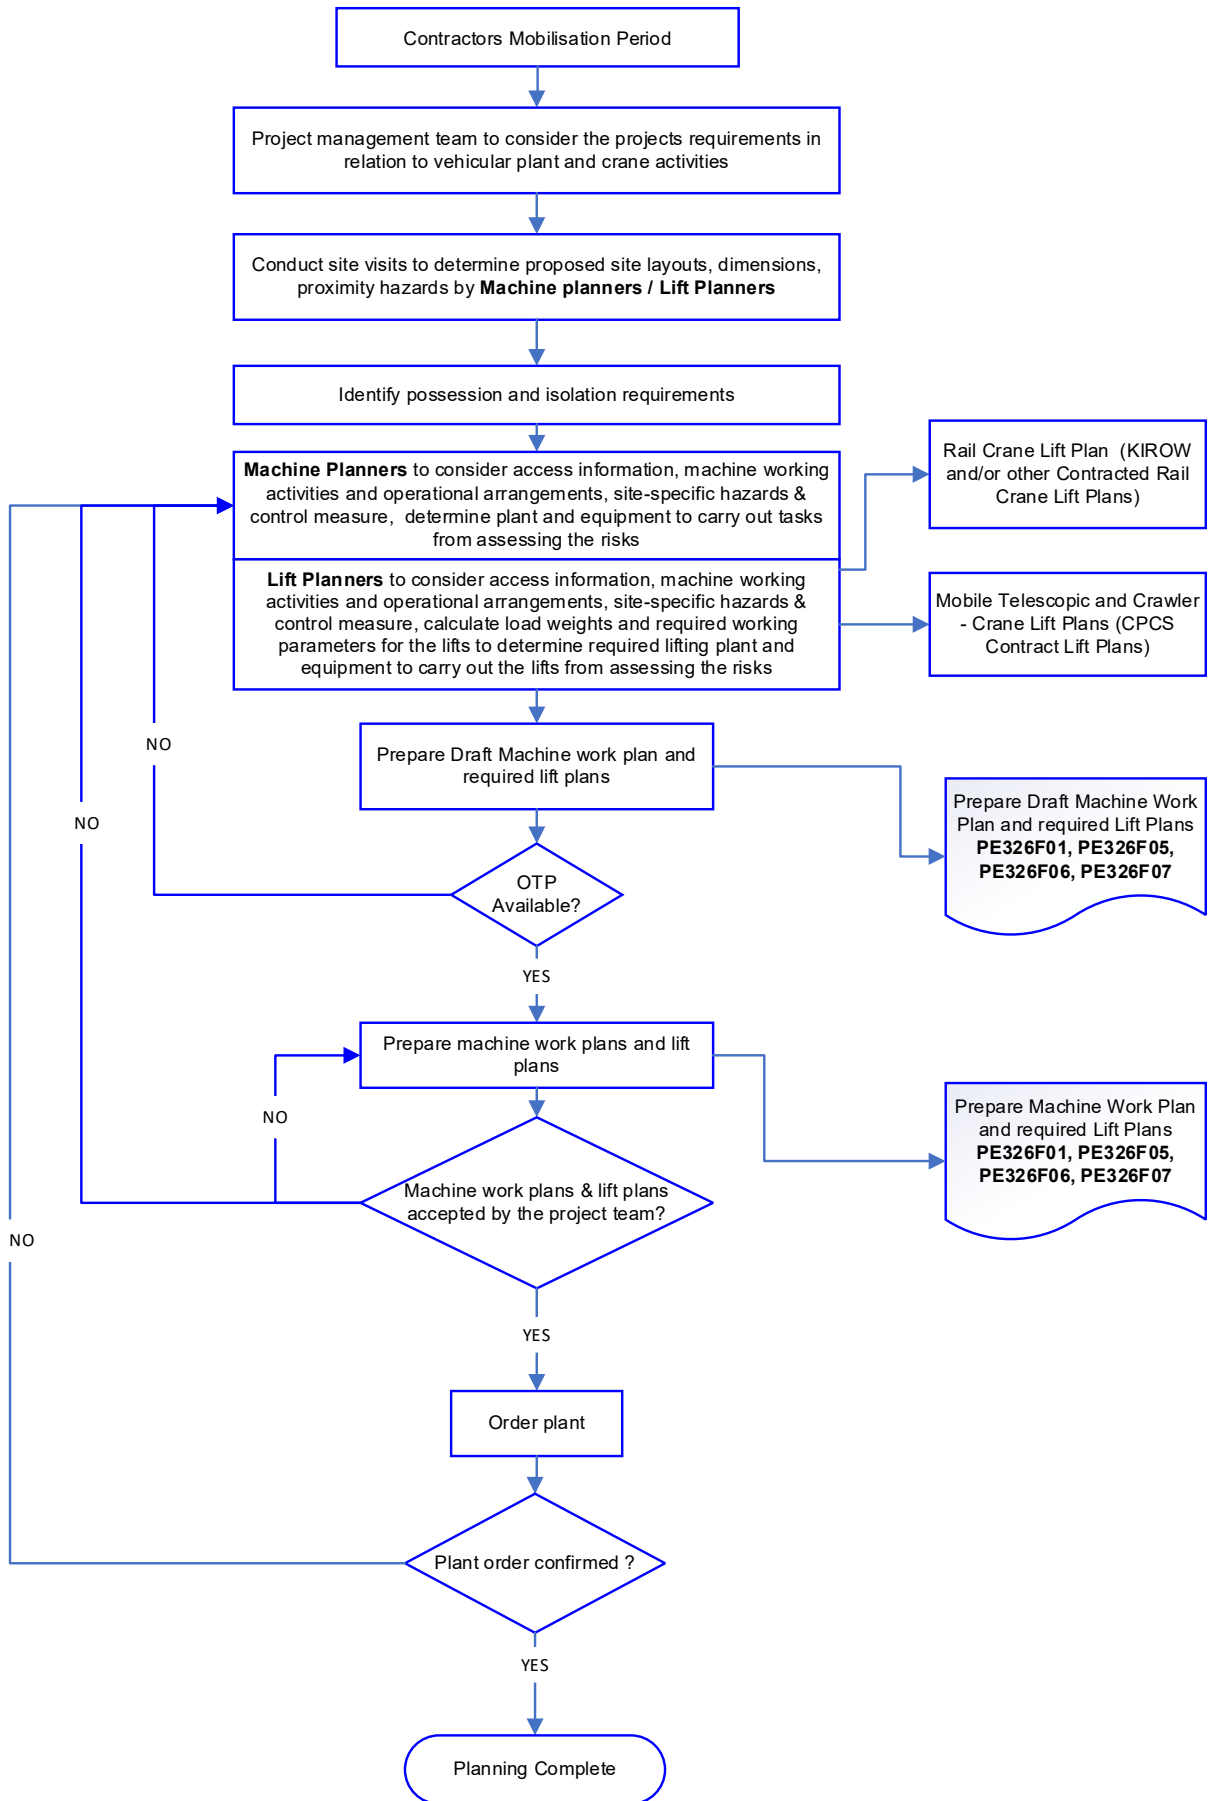 Contractors Mobilisation Period
Project management team to consider the projects requirements in
relation to vehicular plant and crane activities
Conduct site visits to determine proposed site layouts, dimensions,
proximity hazards by Machine planners / Lift Planners
Identify possession and isolation requirements
Machine Planners to consider access information, machine working
activities and operational arrangements, site-specific hazards &
control measure,  determine plant and equipment to carry out tasks
from assessing the risks
Rail Crane Lift Plan  (KIROW
and/or other Contracted Rail
Crane Lift Plans)
Lift Planners to consider access information, machine working
activities and operational arrangements, site-specific hazards &
control measure, calculate load weights and required working
parameters for the lifts to determine required lifting plant and
equipment to carry out the lifts from assessing the risks
Mobile Telescopic and Crawler
- Crane Lift Plans (CPCS
Contract Lift Plans)
NO
Prepare Draft Machine work plan and
required lift plans
NO
Prepare Draft Machine Work
Plan and required Lift Plans
PE326F01, PE326F05,
PE326F06, PE326F07
OTP
Available?
YES
Prepare machine work plans and lift
plans
NO
Prepare Machine Work Plan
and required Lift Plans
PE326F01, PE326F05,
PE326F06, PE326F07
Machine work plans & lift plans
accepted by the project team?
NO
YES
Order plant
Plant order confirmed ?
YES
Planning Complete